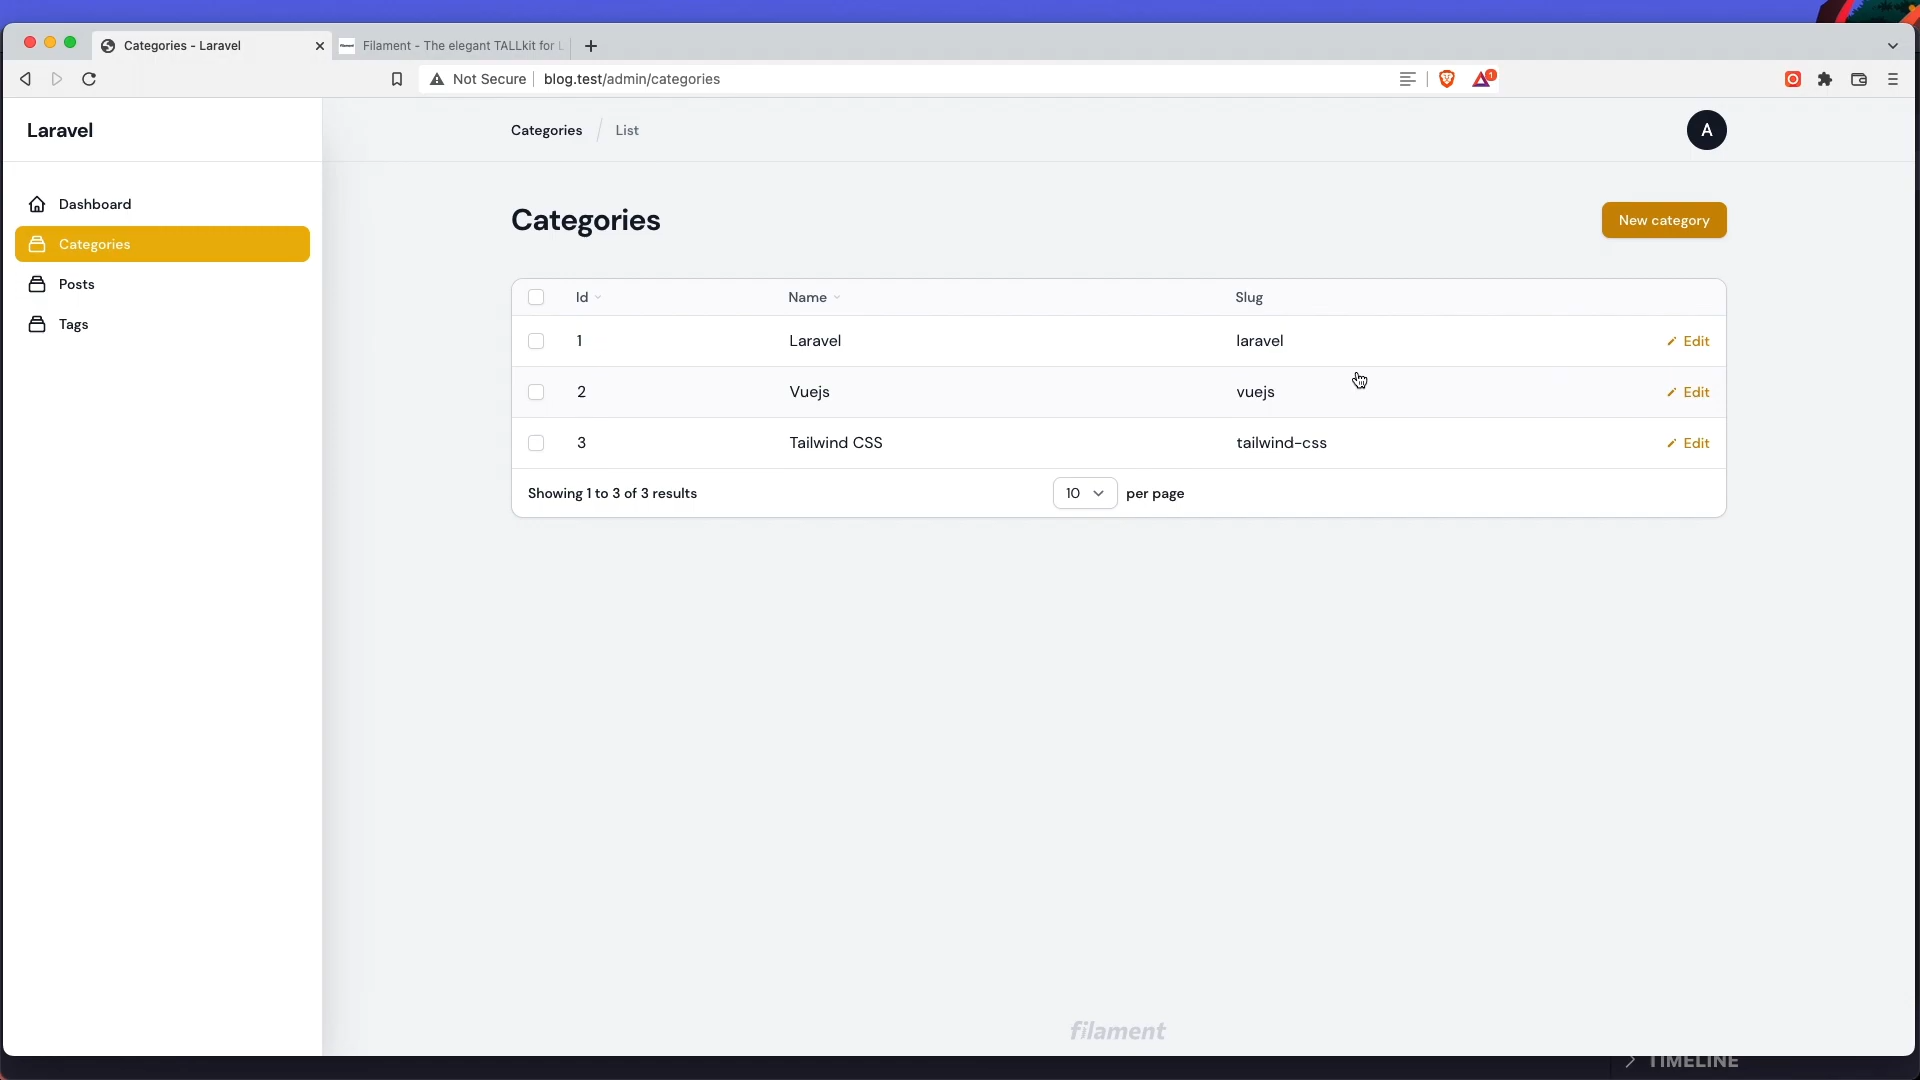 Categories - Laravel
Filament - The elegant TALLkit for L
Not Secure
blog.test/admin/categories
1
Laravel
Categories
List
A
Dashboard
Categories
Posts
Tags
Categories
New category
Id
Name
Slug
1
Laravel
laravel
Edit
2
Vuejs
vuejs
Edit
3
Tailwind CSS
tailwind-css
Edit
Showing 1 to 3 of 3 results
10
per page
filament
TIMELINE